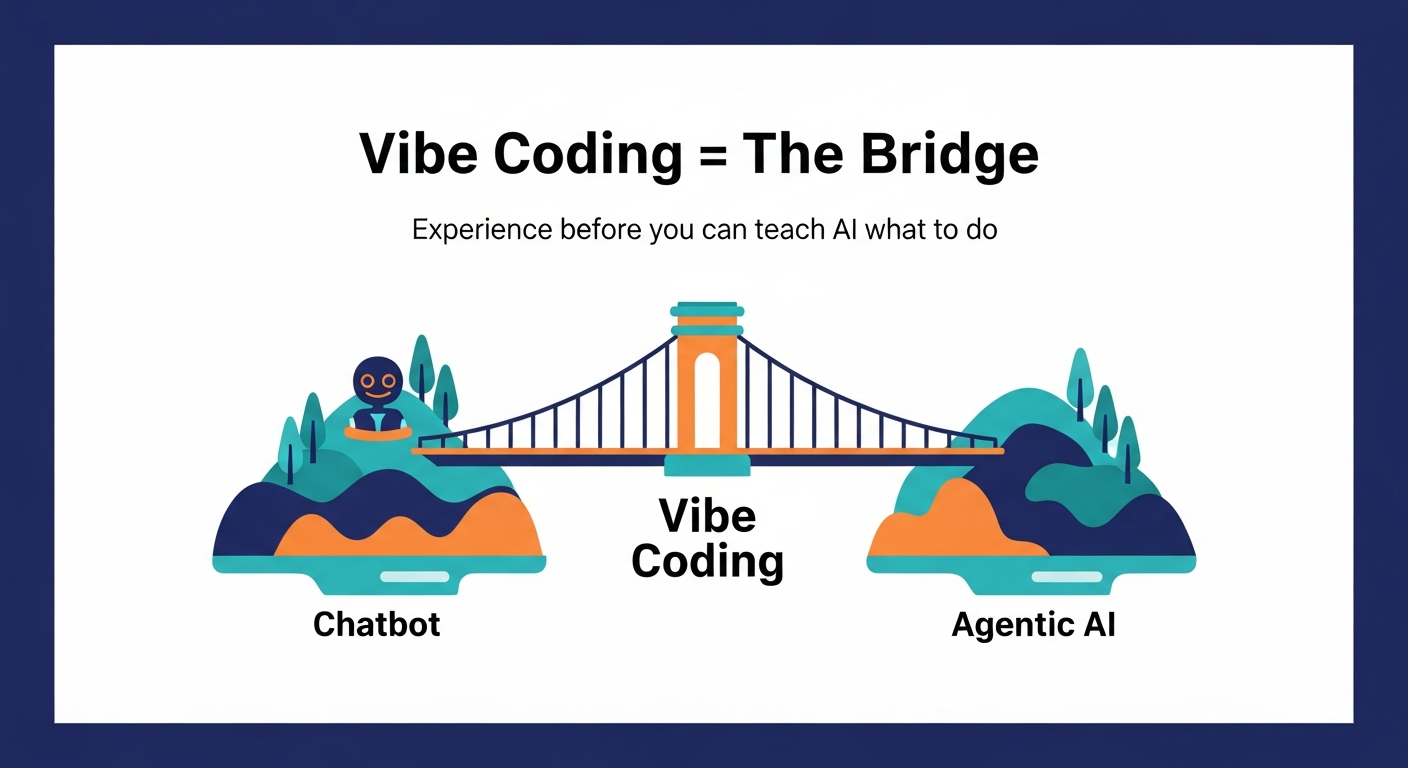 Vibe Coding = The Bridge
Experience before you can teach AI what to do
Vibe
Coding
Chatbot
Agentic AI